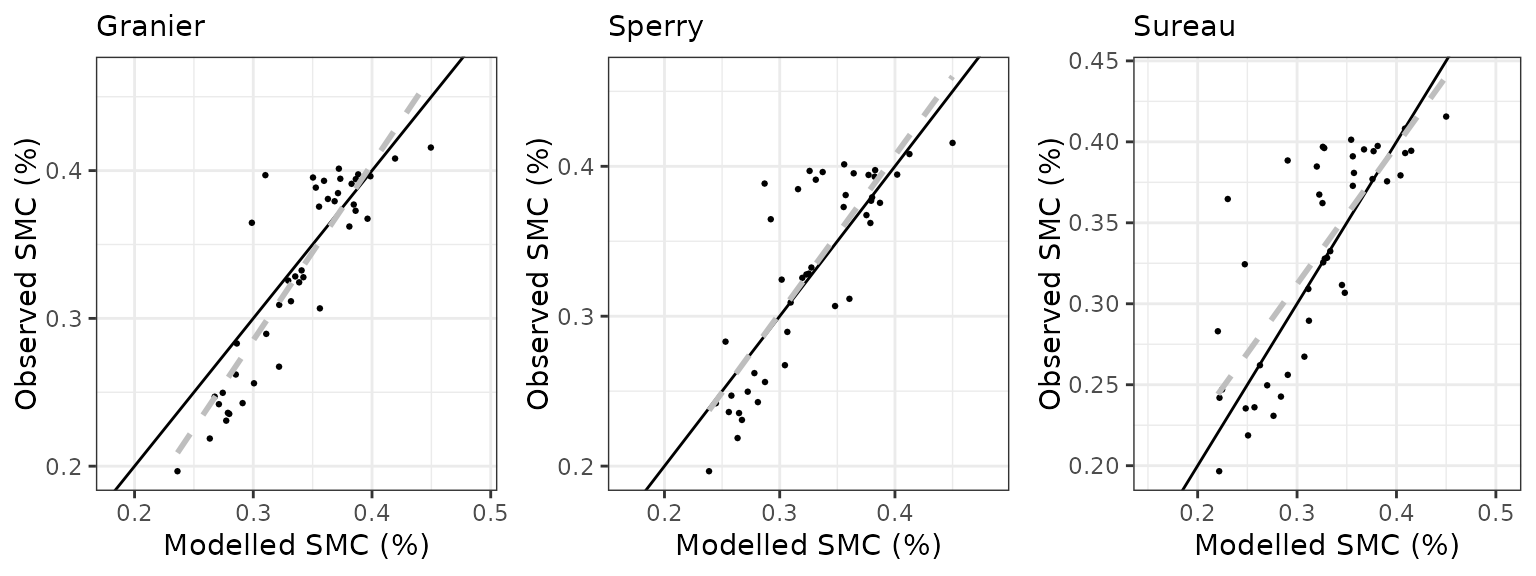 Granier
Observed SMC (%)
0.4
0.3
0.2
0.2 0.3 0.4 0.5
Modelled SMC (%)
Sperry
Observed SMC (%)
0.4
0.3
0.2
0.2 0.3 0.4
Modelled SMC (%)
Sureau
Observed SMC (%)
0.45
0.40
0.35
0.30
0.25
0.20
0.2 0.3 0.4 0.5
Modelled SMC (%)